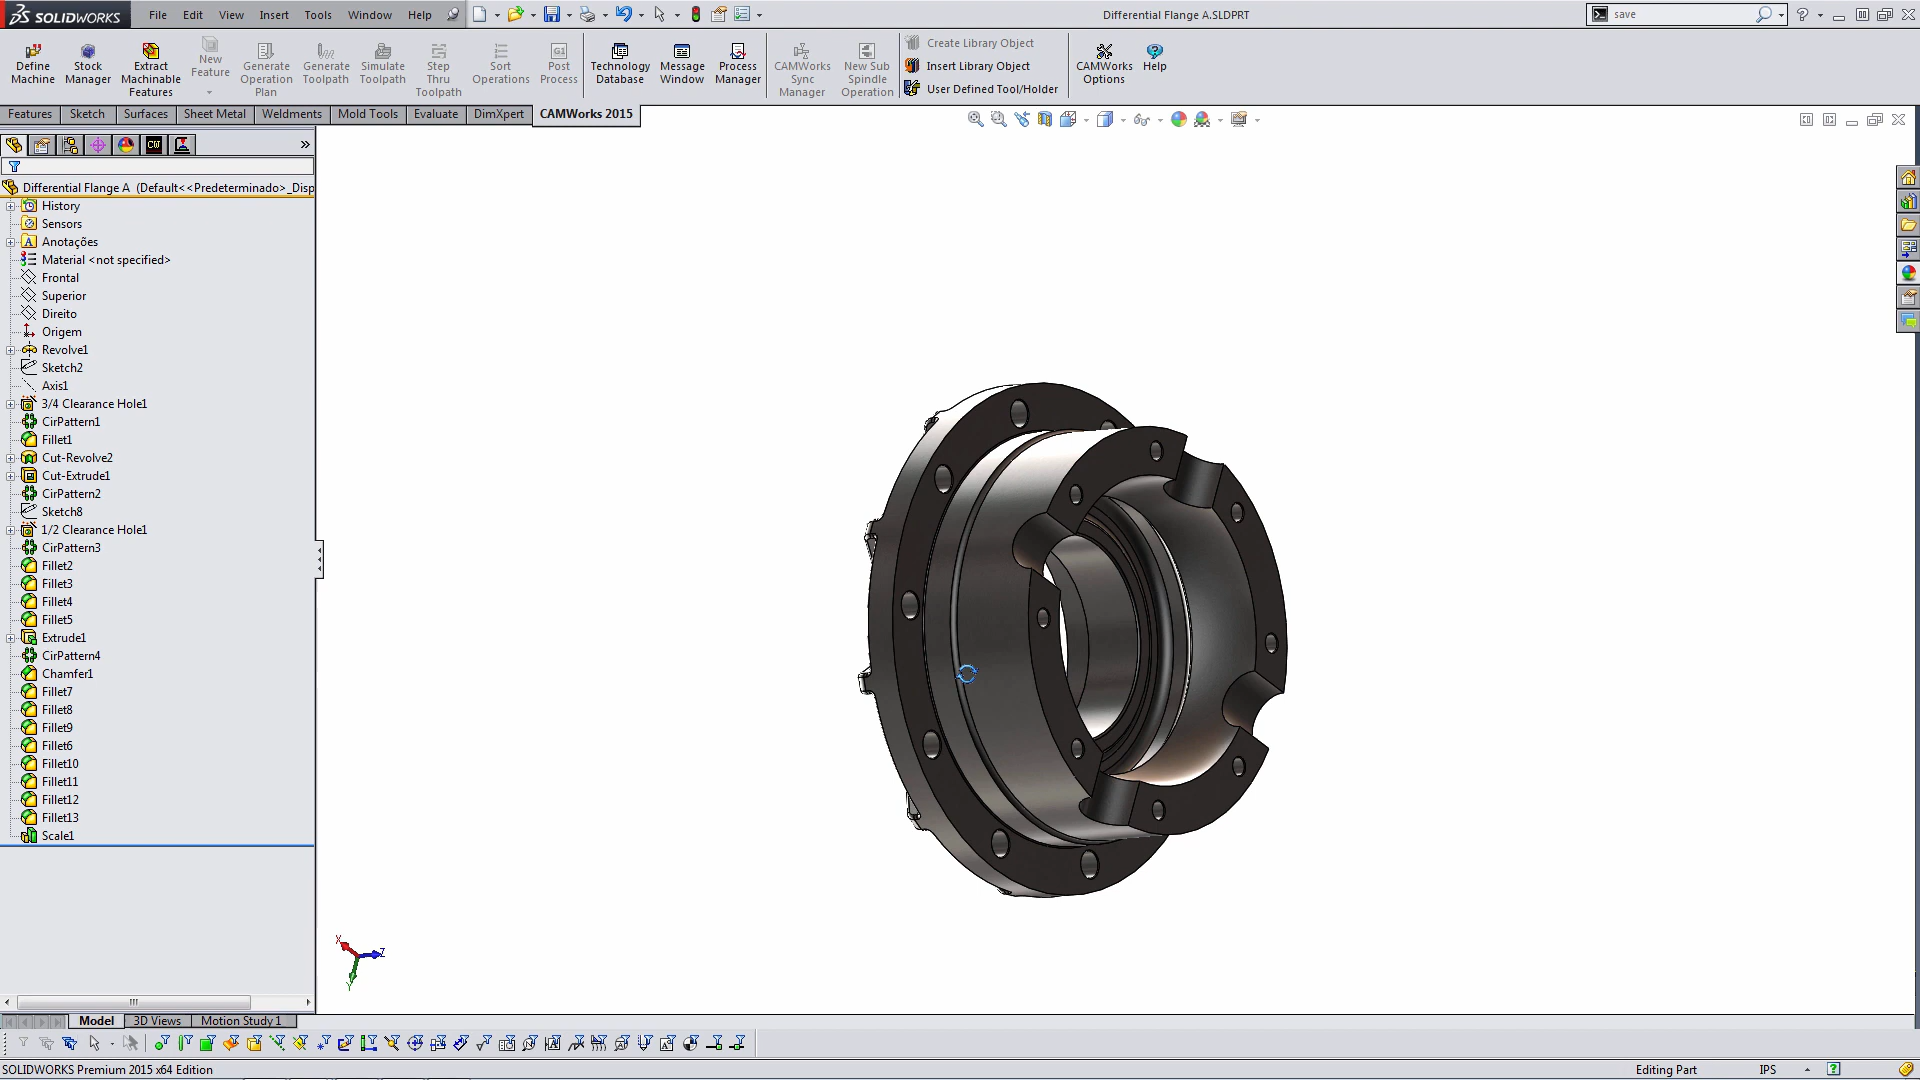 SOLIDWORKS
File Edit View Insert Tools Window Help
Differential Flange A.SLDPRT
save
Define Machine
Stock Manager
Extract Machinable Features
New Feature
Generate Operation Plan
Generate Toolpath
Simulate Toolpath
Step Thru Toolpath
Sort Operations
G1
Post Process
Technology Database
Message Window
Process Manager
CAMWorks Sync Manager
New Sub Spindle Operation
Create Library Object
Insert Library Object
User Defined Tool/Holder
CAMWorks Options
Help
Features Sketch Surfaces Sheet Metal Weldments Mold Tools Evaluate DimXpert CAMWorks 2015
CW
Differential Flange A (Default<<Predeterminado>_Disp
History
Sensors
A Anotações
Material <not specified>
Frontal
Superior
Direito
Origem
Revolve1
Sketch2
Axis1
3/4 Clearance Hole1
CirPattern1
Fillet1
Cut-Revolve2
Cut-Extrude1
CirPattern2
Sketch8
1/2 Clearance Hole1
CirPattern3
Fillet2
Fillet3
Fillet4
Fillet5
Extrude1
CirPattern4
Chamfer1
Fillet7
Fillet8
Fillet9
Fillet6
Fillet10
Fillet11
Fillet12
Fillet13
Scale1
X
Z
Y
Model 3D Views Motion Study 1
SOLIDWORKS Premium 2015 x64 Edition
Editing Part
IPS